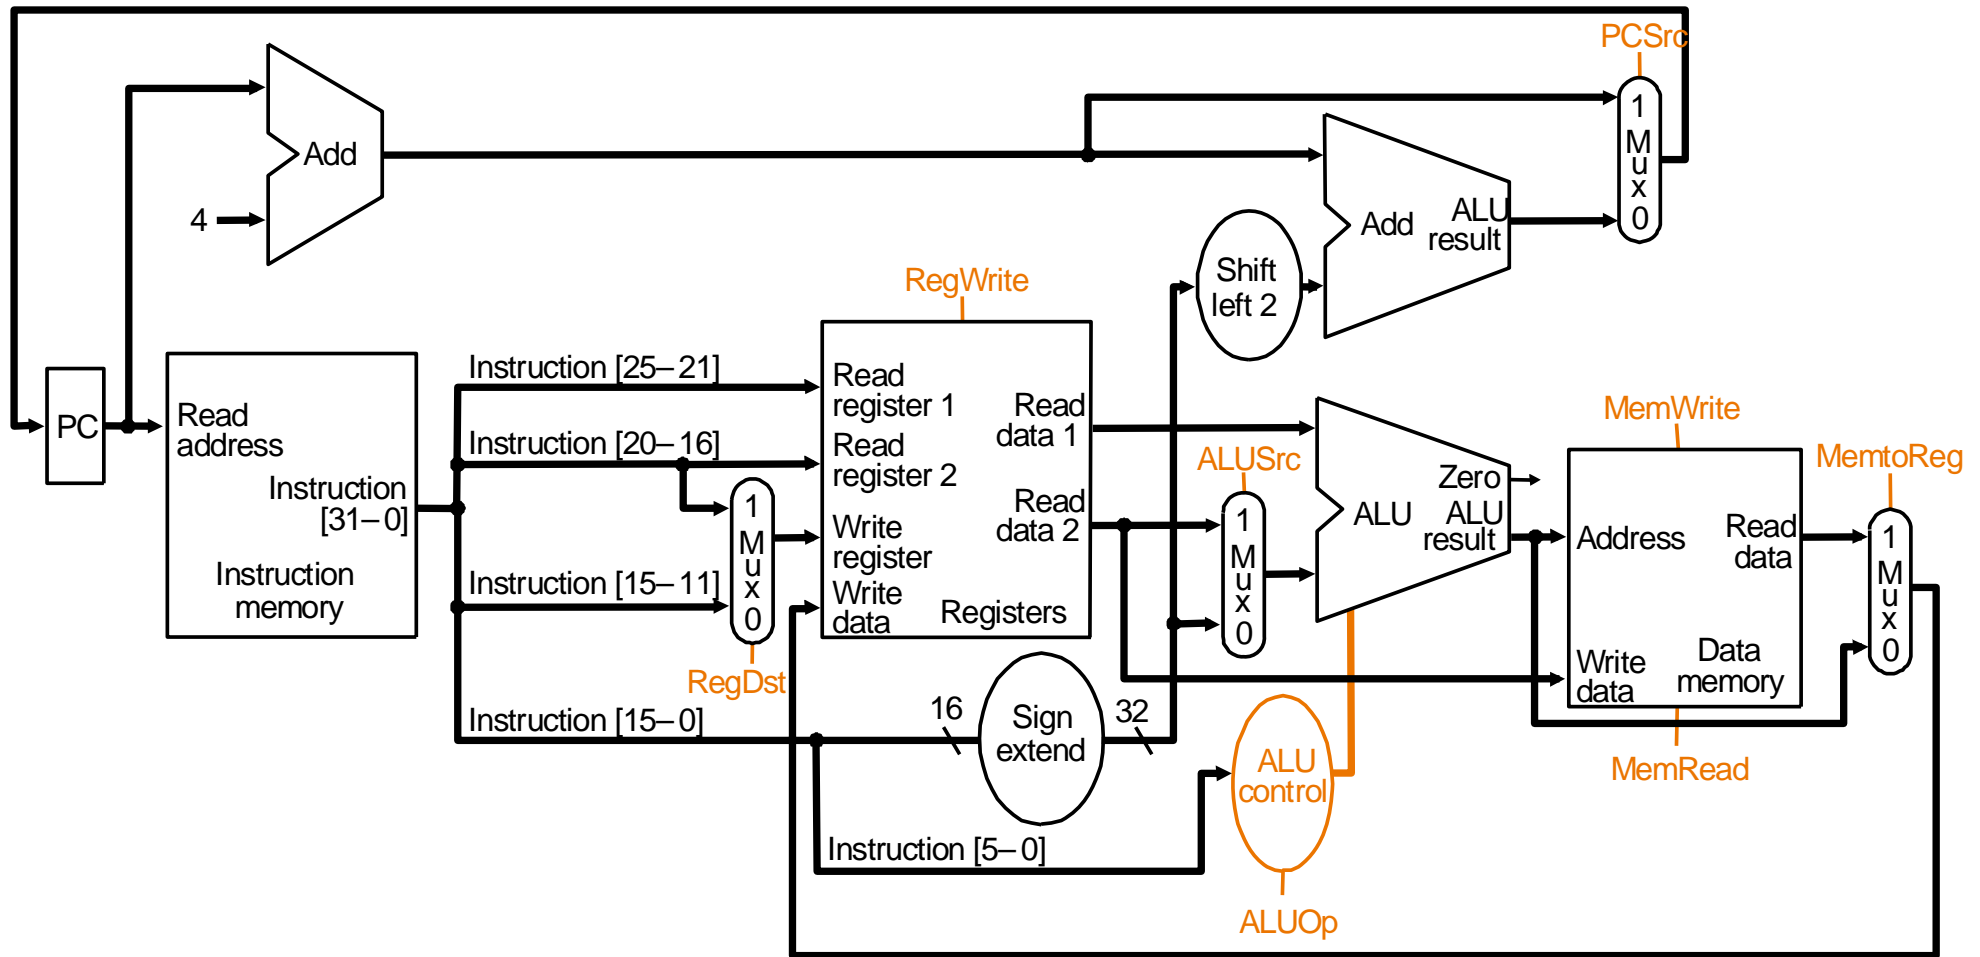 PCSrc
1
M
u
x
0
Add
4
Add
ALU
result
Shift
left 2
RegWrite
PC
Read
address
Instruction
[31–0]
Instruction
memory
Instruction [25–21]
Instruction [20–16]
Instruction [15–11]
Instruction [15–0]
Instruction [5–0]
1
M
u
x
0
RegDst
Read
register 1
Read
register 2
Write
register
Write
data
Read
data 1
Read
data 2
Registers
16
Sign
extend
32
ALUSrc
1
M
u
x
0
ALU
Zero
ALU
result
ALU
control
ALUOp
MemWrite
Address
Read
data
Write
data
Data
memory
MemRead
MemtoReg
1
M
u
x
0